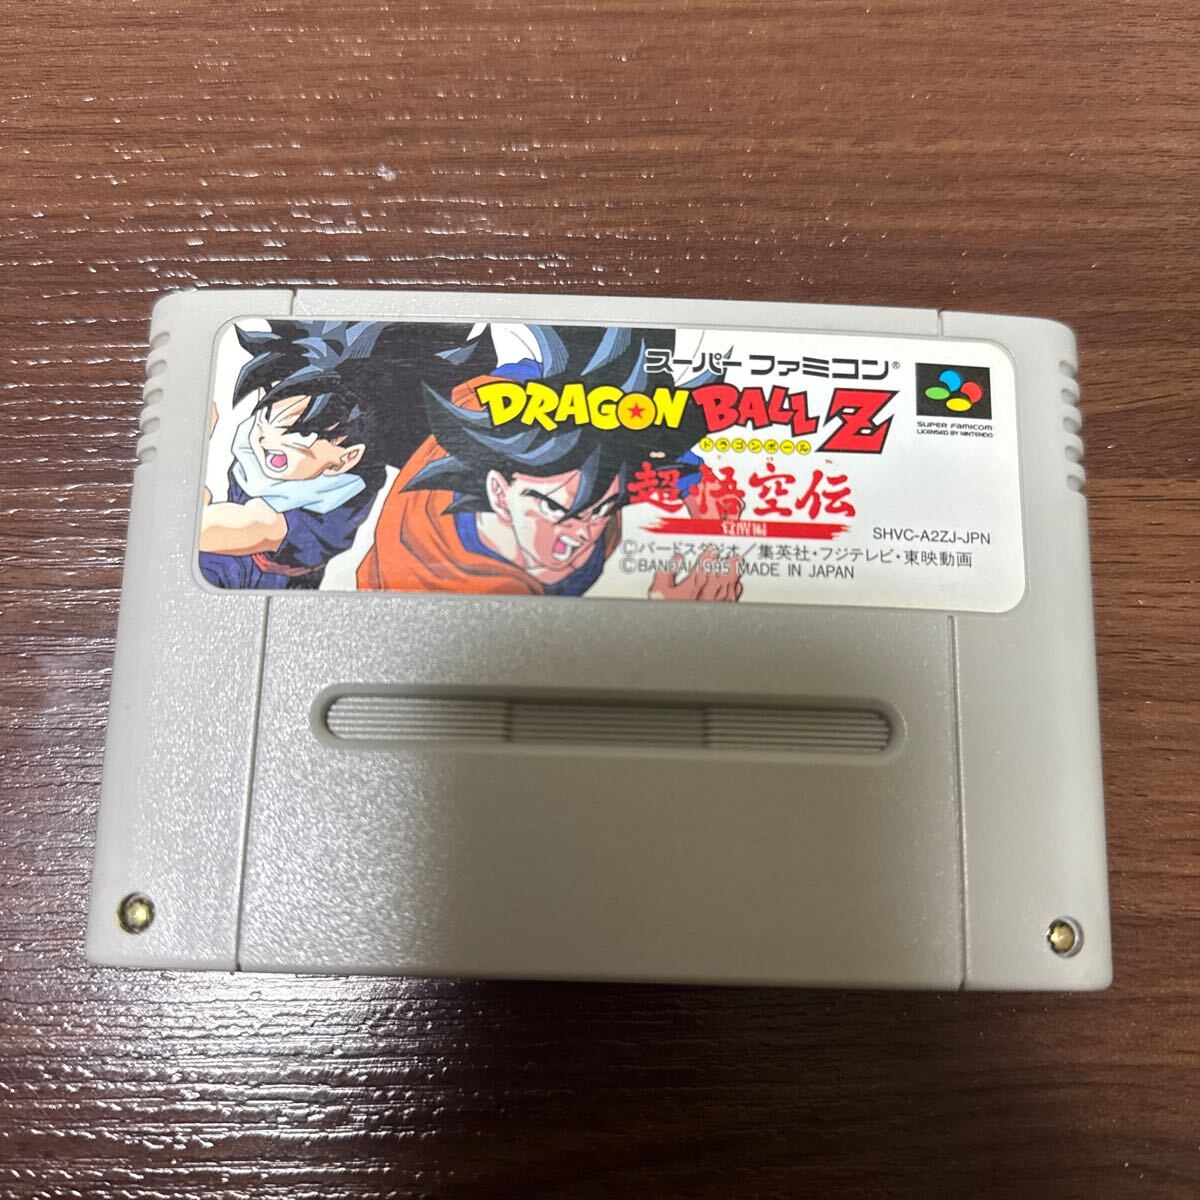 スーパーファミコン®
DRAGON BALL Z
ドラゴンボール
超悟空伝
覚醒編
SUPER FAMICOM
LICENSED BY NINTENDO
SHVC-A2ZJ-JPN
©バードスタジオ／集英社・フジテレビ・東映動画
©BANDAI 1995 MADE IN JAPAN